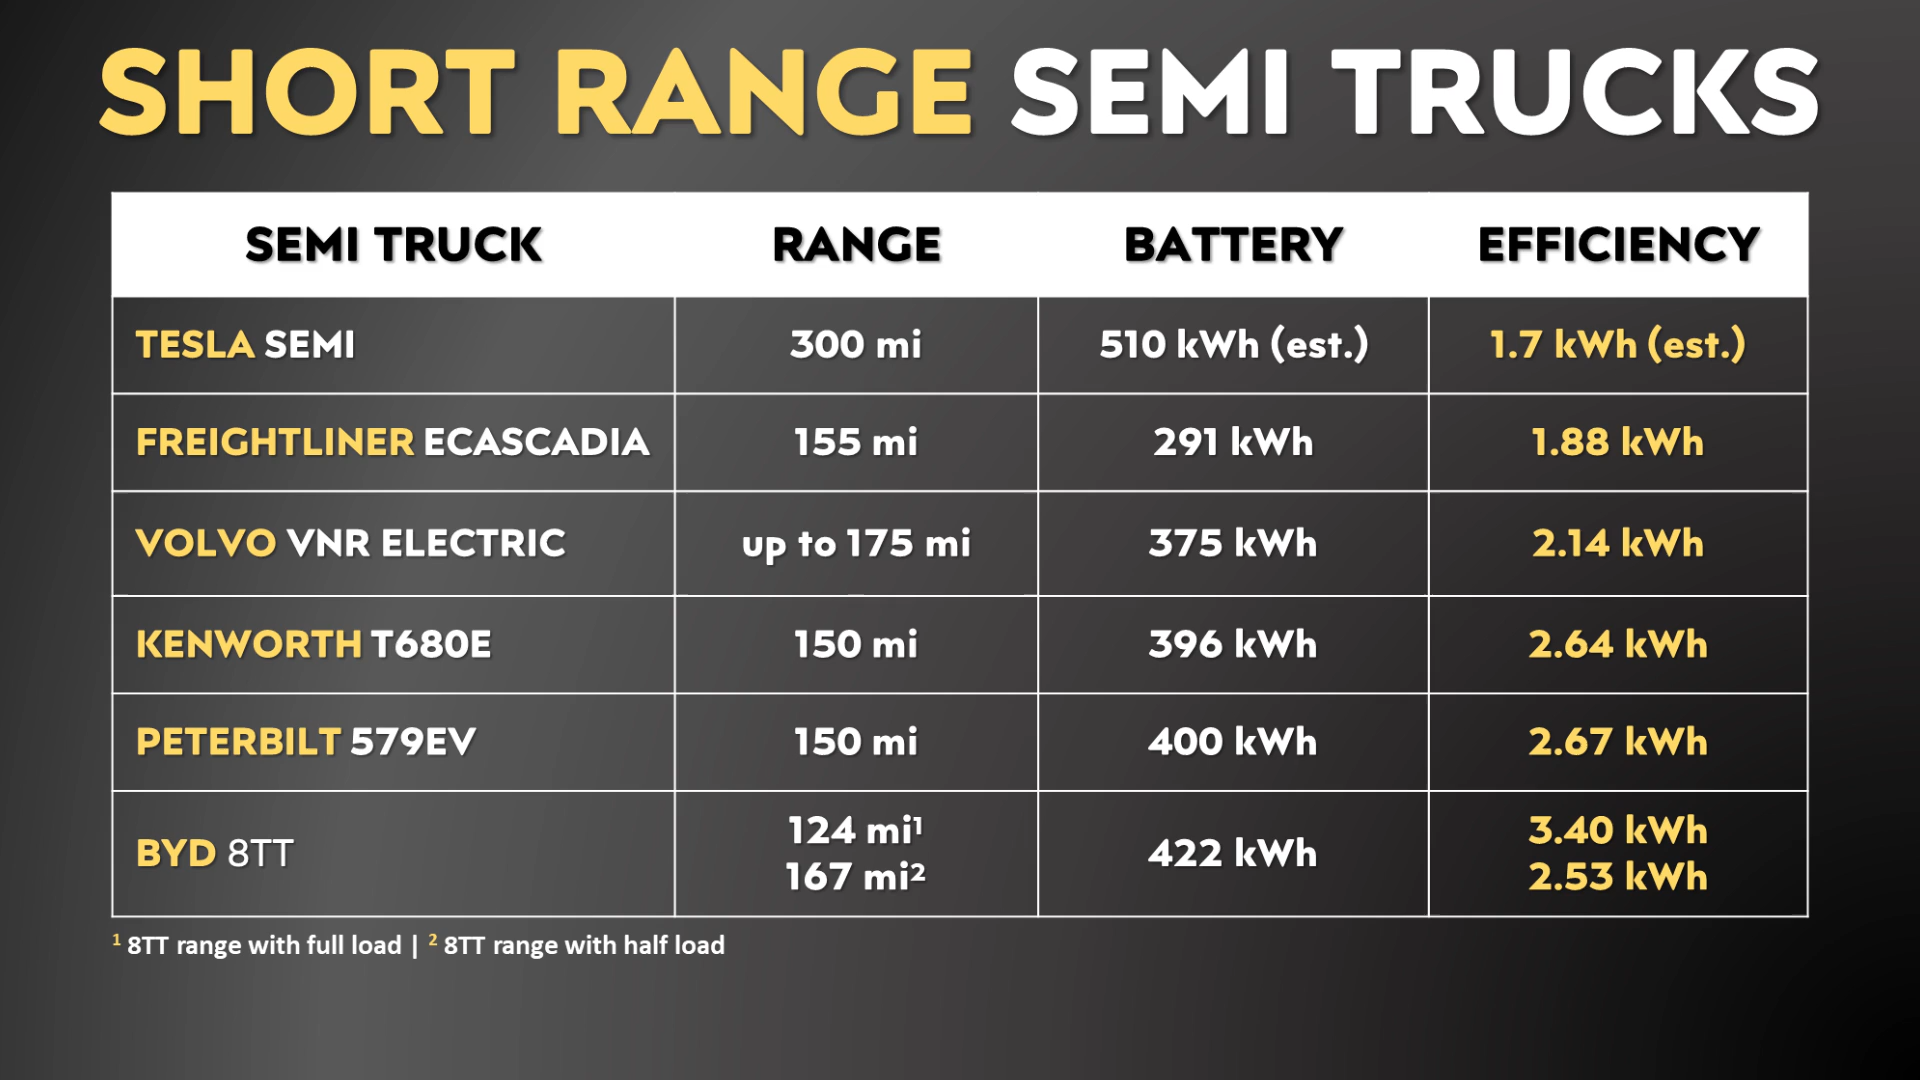 SHORT RANGE SEMI TRUCKS
SEMI TRUCK RANGE BATTERY EFFICIENCY
TESLA SEMI 300 mi 510 kWh (est.) 1.7 kWh (est.)
FREIGHTLINER ECASCADIA 155 mi 291 kWh 1.88 kWh
VOLVO VNR ELECTRIC up to 175 mi 375 kWh 2.14 kWh
KENWORTH T680E 150 mi 396 kWh 2.64 kWh
PETERBILT 579EV 150 mi 400 kWh 2.67 kWh
BYD 8TT 124 mi¹ 422 kWh 3.40 kWh
167 mi² 2.53 kWh
¹ 8TT range with full load | ² 8TT range with half load